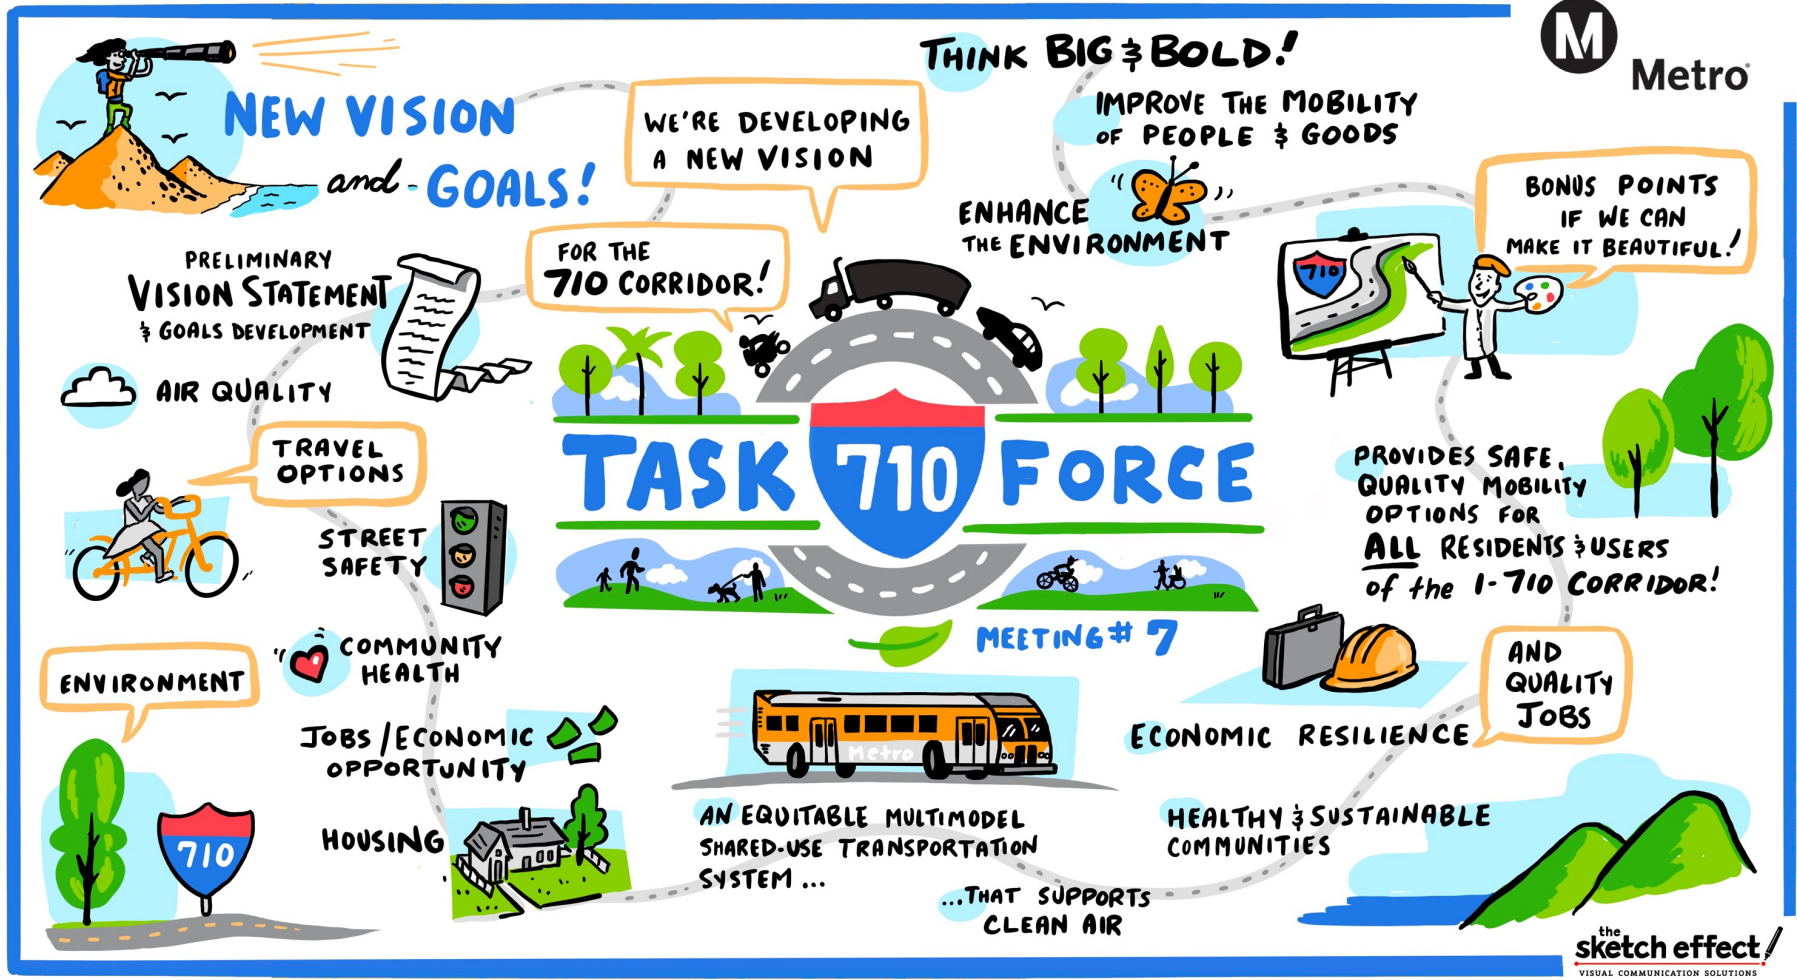 NEW VISION
and - GOALS!
WE'RE DEVELOPING
A NEW VISION
FOR THE
710 CORRIDOR!
THINK BIG & BOLD!
IMPROVE THE MOBILITY
OF PEOPLE & GOODS
ENHANCE
THE ENVIRONMENT
M
Metro
BONUS POINTS
IF WE CAN
MAKE IT BEAUTIFUL!
710
PRELIMINARY
VISION STATEMENT
& GOALS DEVELOPMENT
AIR QUALITY
TRAVEL
OPTIONS
STREET
SAFETY
COMMUNITY
HEALTH
ENVIRONMENT
710
JOBS/ECONOMIC
OPPORTUNITY
HOUSING
TASK 710 FORCE
MEETING # 7
PROVIDES SAFE,
QUALITY MOBILITY
OPTIONS FOR
ALL RESIDENTS & USERS
of the I-710 CORRIDOR!
AND
QUALITY
JOBS
ECONOMIC RESILIENCE
Metro
AN EQUITABLE MULTIMODEL
SHARED-USE TRANSPORTATION
SYSTEM ...
...THAT SUPPORTS
CLEAN AIR
HEALTHY & SUSTAINABLE
COMMUNITIES
the
sketch effect
VISUAL COMMUNICATION SOLUTIONS